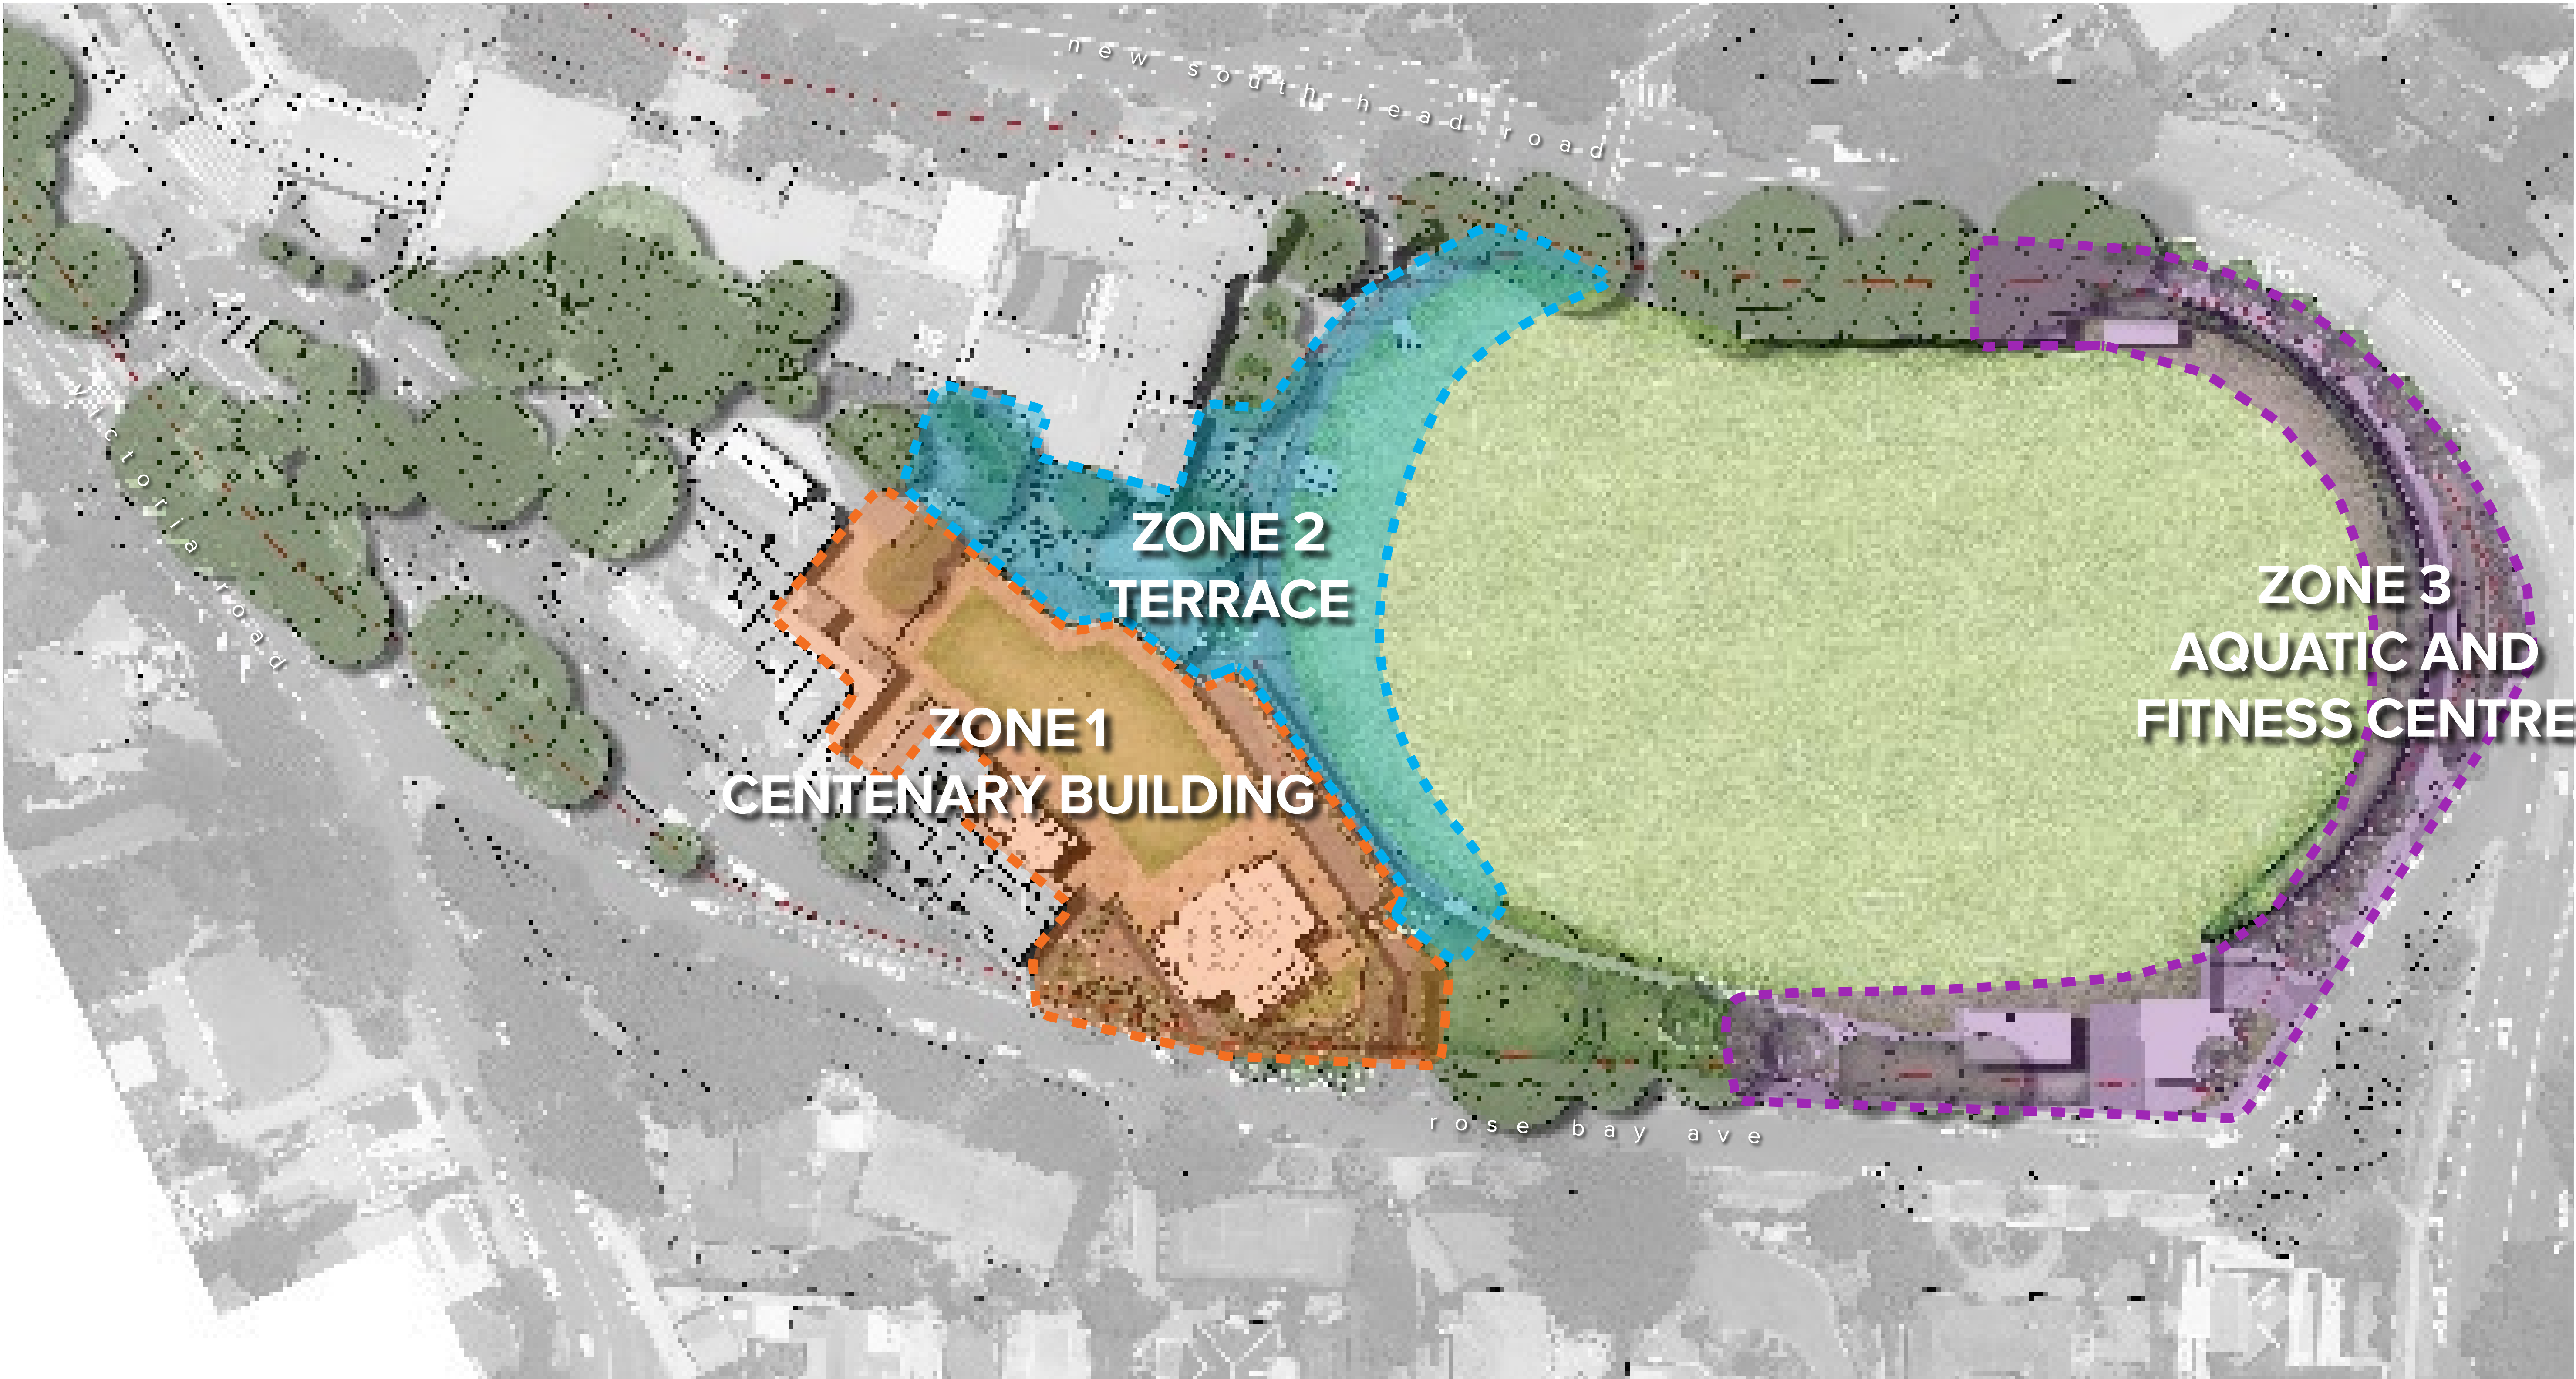 new south head road
victoria road
ZONE 2
TERRACE
ZONE 3
AQUATIC AND
FITNESS CENTRE
ZONE 1
CENTENARY BUILDING
rose bay ave